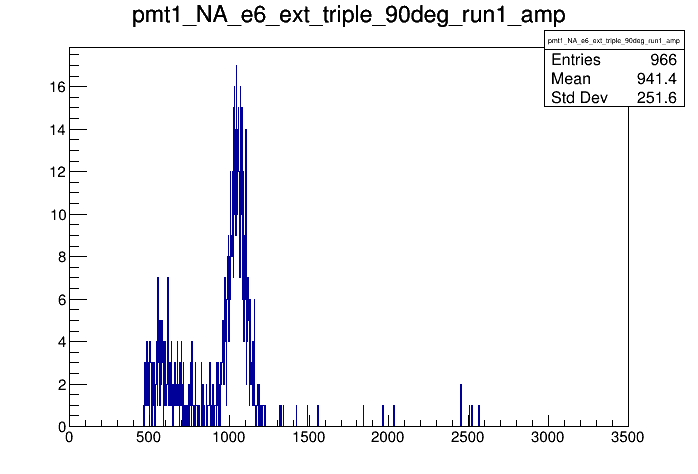 pmt1_NA_e6_ext_triple_90deg_run1_amp
pmt1_NA_e6_ext_triple_90deg_run1_amp
Entries 966
Mean 941.4
Std Dev 251.6
16
14
12
10
8
6
4
2
0
0 500 1000 1500 2000 2500 3000 3500